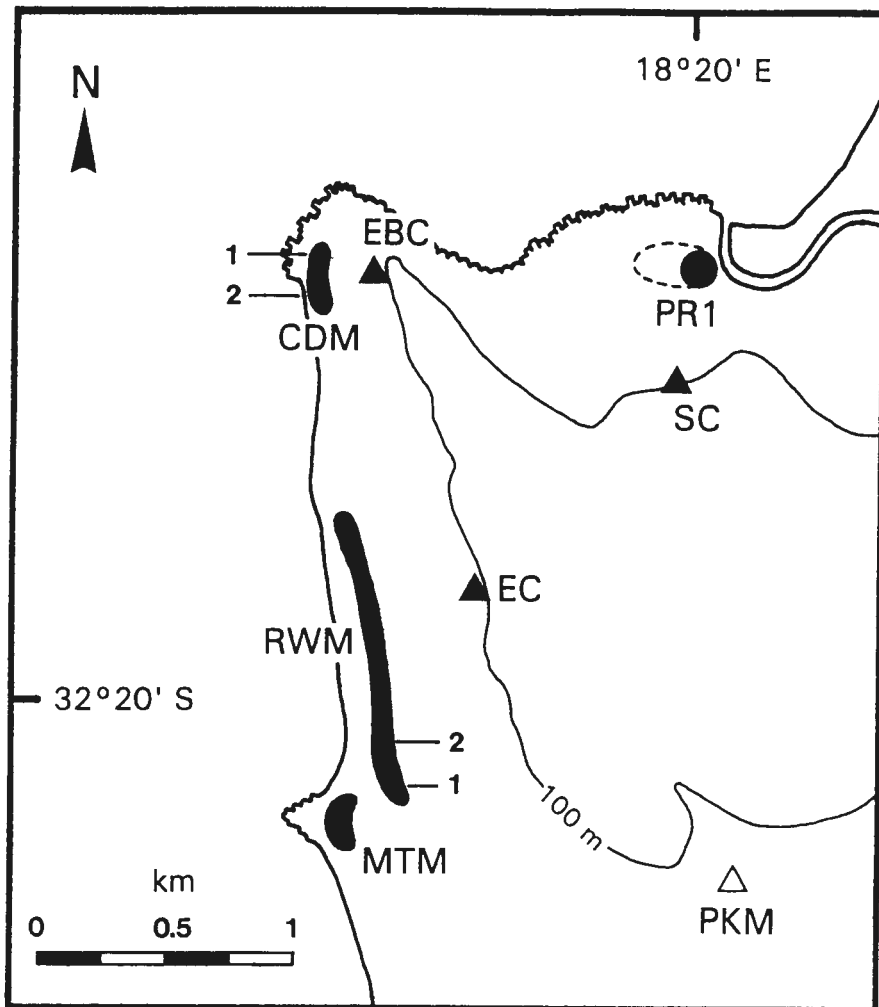 18°20' E
N
EBC
1
2
CDM
PR1
SC
EC
RWM
32°20' S
2
1
100 m
MTM
km
PKM
0 0.5 1